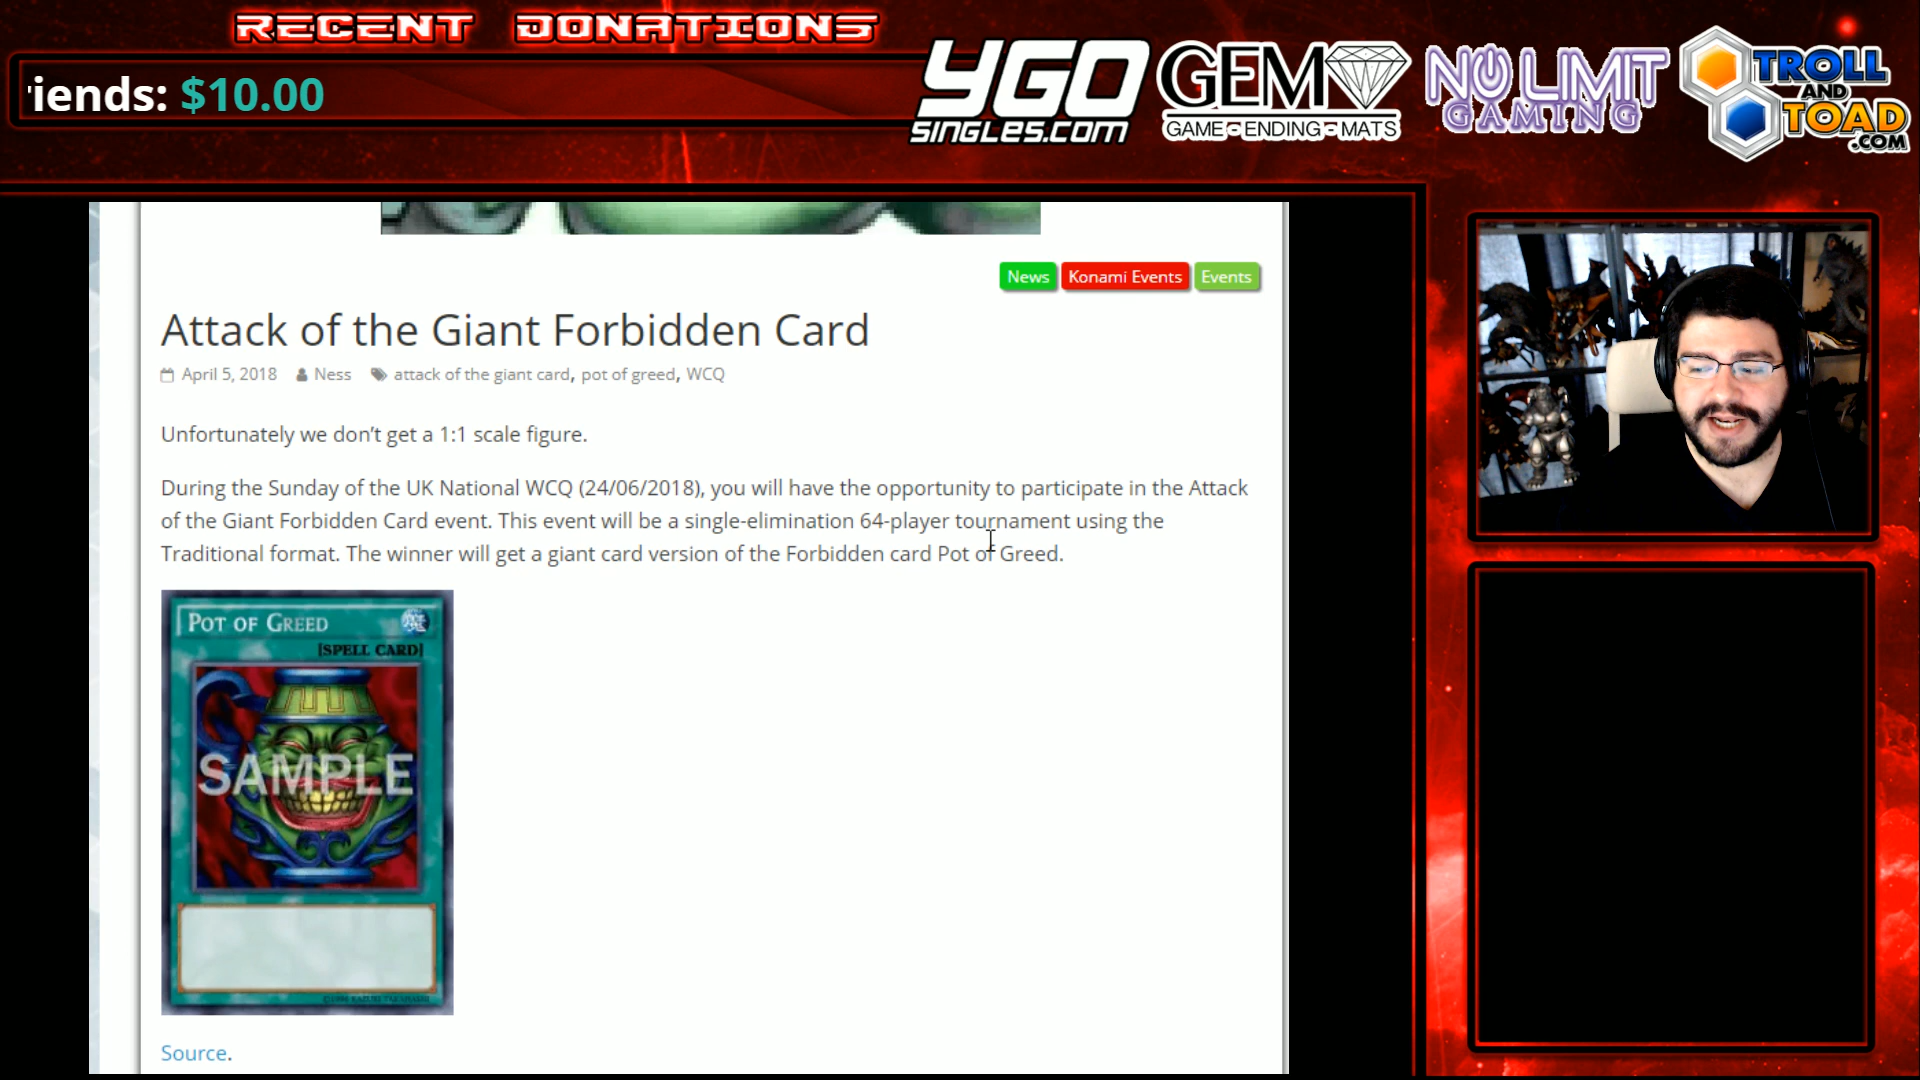 RECENT DONATIONS
iends: $10.00
YGO
SINGLES.COM
GEM
GAME-ENDING-MATS
NO LIMIT
GAMING
TROLL
AND
TOAD
.COM
News Konami Events Events
Attack of the Giant Forbidden Card
April 5, 2018 Ness attack of the giant card, pot of greed, WCQ
Unfortunately we don't get a 1:1 scale figure.
During the Sunday of the UK National WCQ (24/06/2018), you will have the opportunity to participate in the Attack
of the Giant Forbidden Card event. This event will be a single-elimination 64-player tournament using the
Traditional format. The winner will get a giant card version of the Forbidden card Pot of Greed.
POT OF GREED
[SPELL CARD]
SAMPLE
©1996 KAZUKI TAKAHASHI
Source.